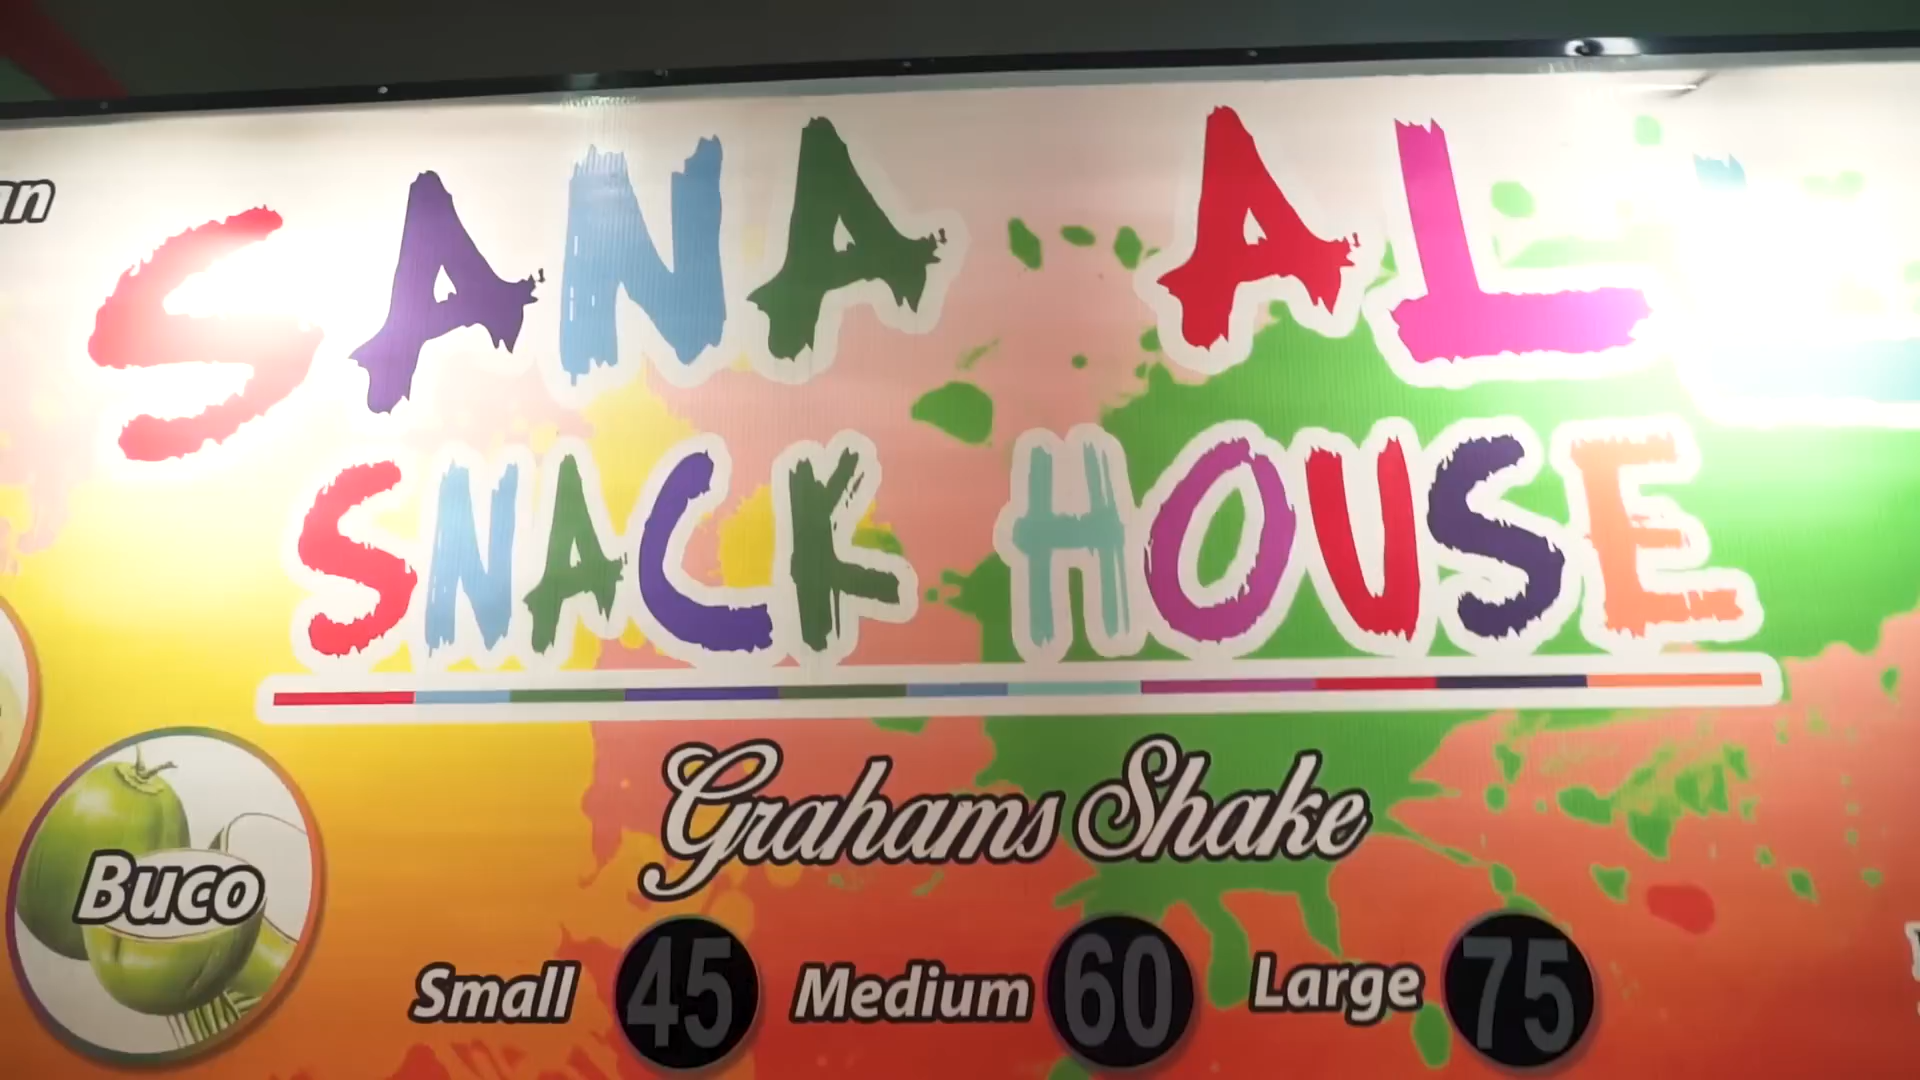 SANA AL
SNACK HOUSE
Grahams Shake
Buco
Small 45 Medium 60 Large 75